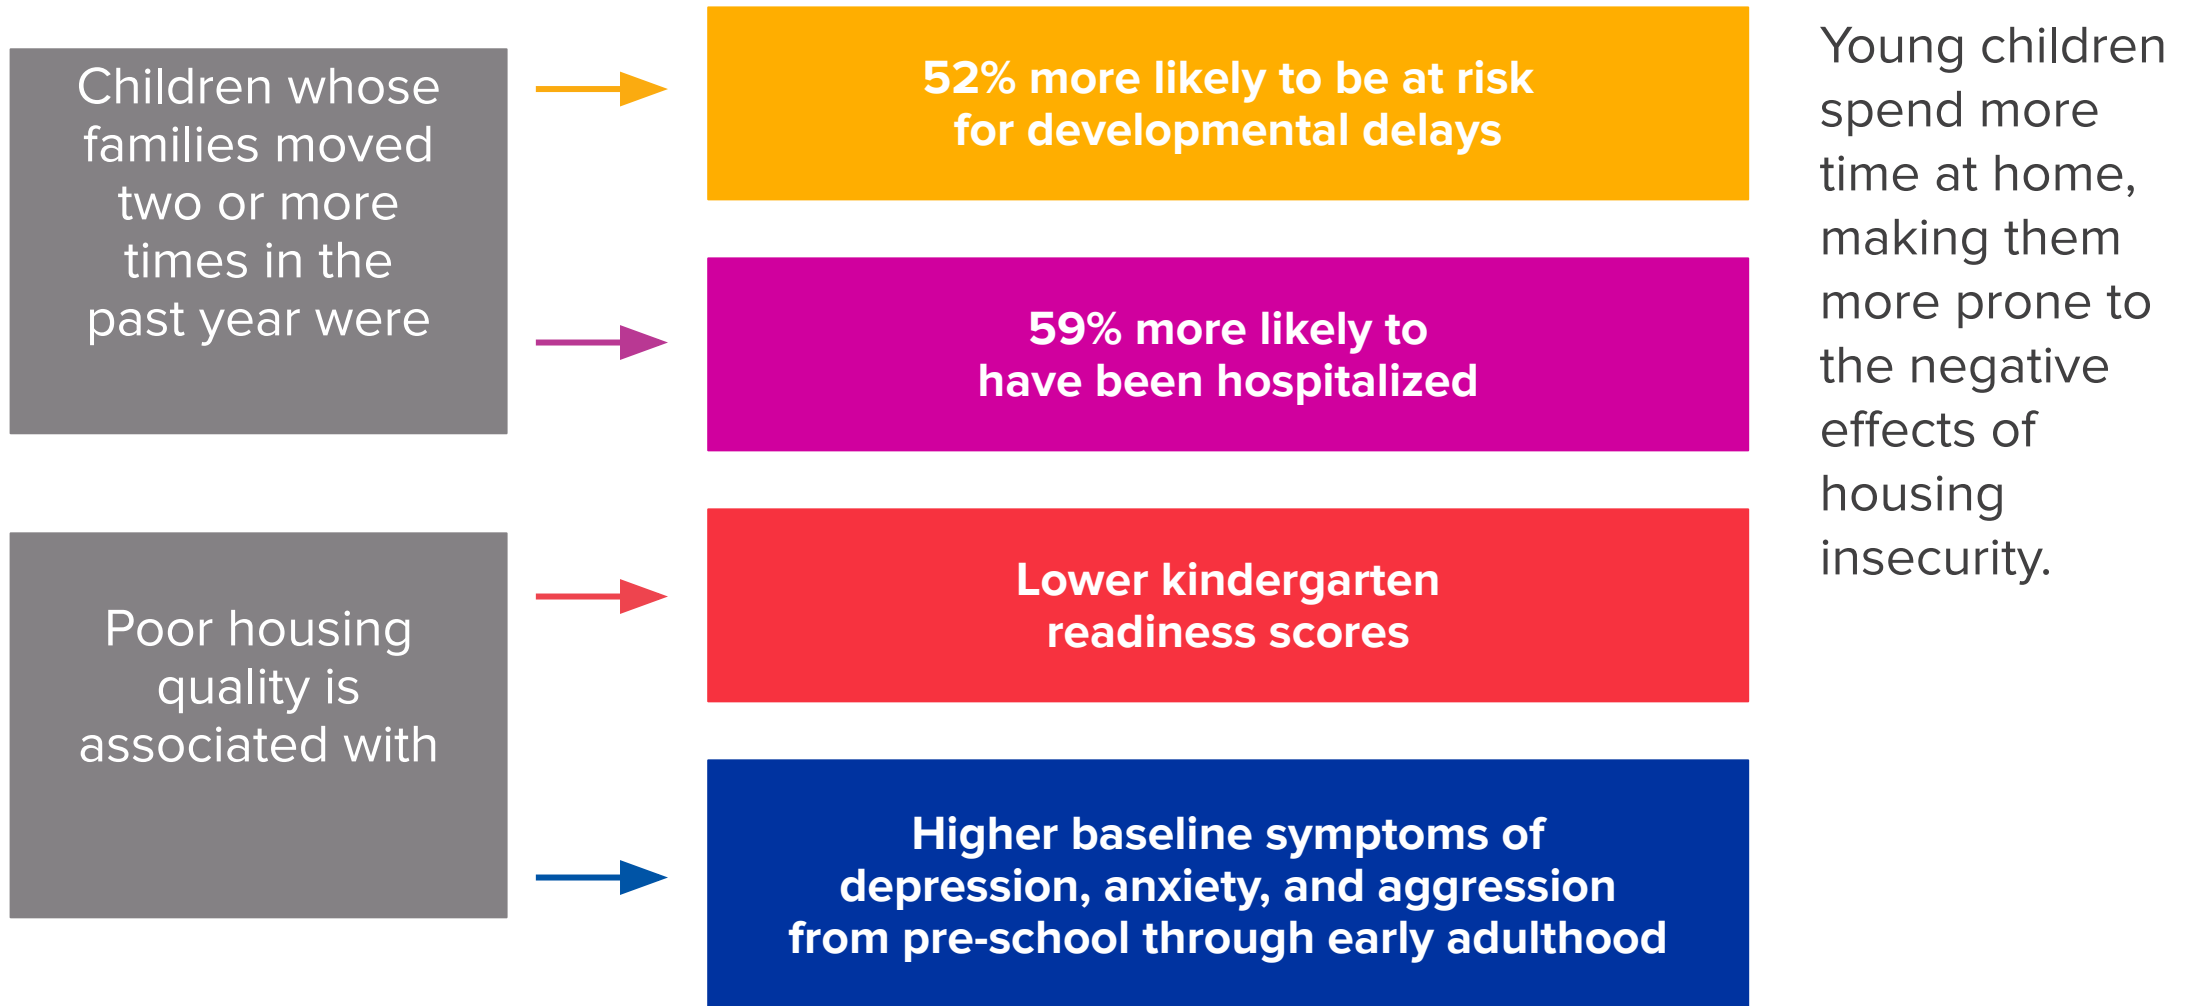 Children whose
families moved
two or more
times in the
past year were
52% more likely to be at risk
for developmental delays
59% more likely to
have been hospitalized
Poor housing
quality is
associated with
Lower kindergarten
readiness scores
Higher baseline symptoms of
depression, anxiety, and aggression
from pre-school through early adulthood
Young children
spend more
time at home,
making them
more prone to
the negative
effects of
housing
insecurity.